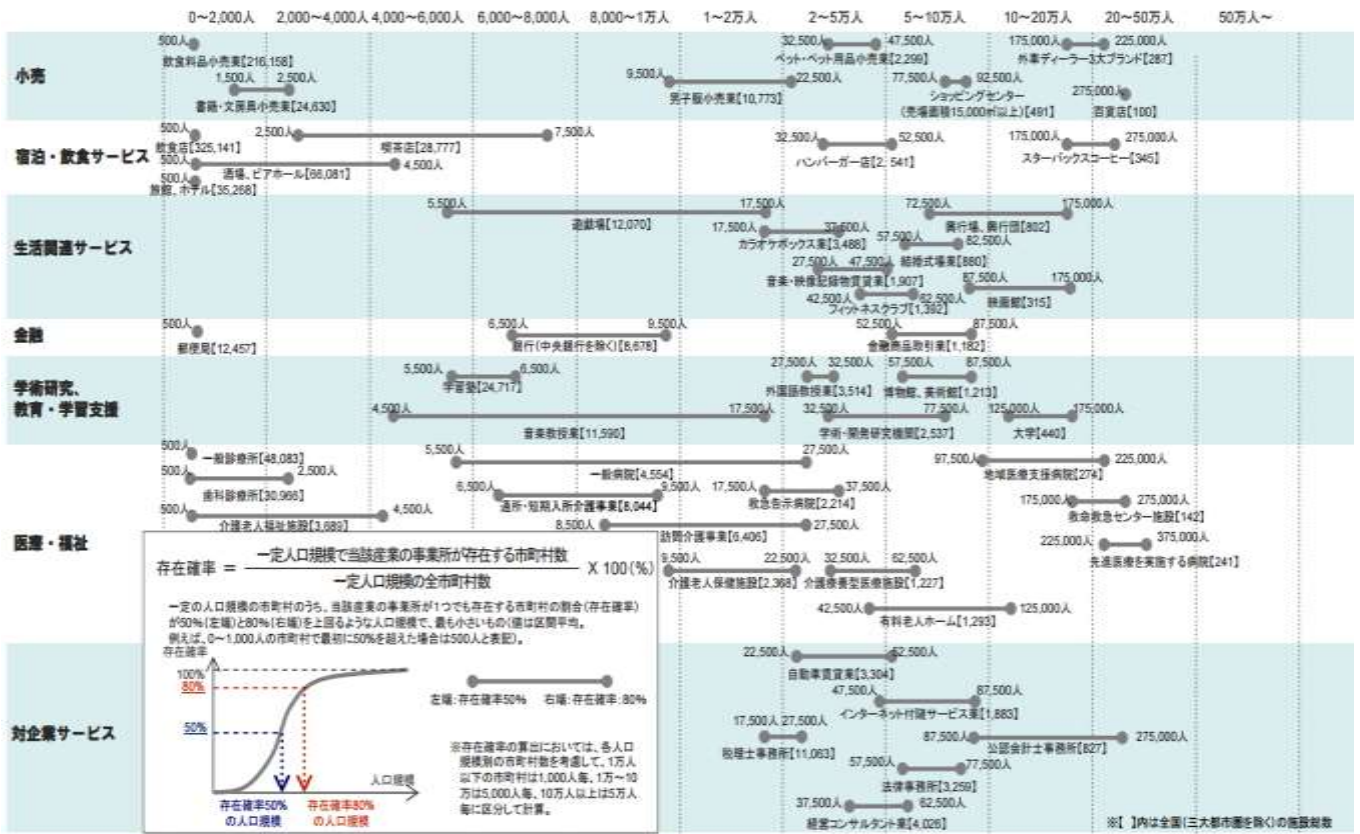 0～2,000人 2,000～4,000人 4,000～6,000人 6,000～8,000人 8,000～1万人 1～2万人 2～5万人 5～10万人 10～20万人 20～50万人 50万人～
小売
500人
飲食料品小売業【216,158】
1,500人 2,500人
書籍・文房具小売業【24,630】
9,500人 22,500人
男子服小売業【10,773】
32,500人 47,500人
ペット・ペット用品小売業【2,299】
77,500人 92,500人
ショッピングセンター
（売場面積15,000㎡以上）【491】
175,000人 225,000人
外車ディーラー3大ブランド【287】
275,000人
百貨店【100】
宿泊・飲食サービス
500人
飲食店【325,141】
2,500人 7,500人
喫茶店【28,777】
500人 4,500人
酒場、ビアホール【66,081】
500人
旅館、ホテル【35,268】
32,500人 52,500人
ハンバーガー店【2,541】
175,000人 275,000人
スターバックスコーヒー【345】
生活関連サービス
5,500人 17,500人
遊戯場【12,070】
17,500人 37,500人
カラオケボックス業【3,488】
27,500人 47,500人
音楽・映像記録物賃貸業【1,907】
42,500人 62,500人
フィットネスクラブ【1,392】
72,500人 175,000人
興行場、興行団【802】
57,500人 82,500人
結婚式場業【880】
87,500人 175,000人
映画館【315】
金融
500人
郵便局【12,457】
6,500人 9,500人
銀行（中央銀行を除く）【8,678】
52,500人 87,500人
金融商品取引業【1,182】
学術研究、
教育・学習支援
5,500人 6,500人
学習塾【24,717】
4,500人 17,500人
音楽教授業【11,590】
27,500人 32,500人
外国語教授業【3,514】
57,500人 87,500人
博物館、美術館【1,213】
32,500人 77,500人
学術・開発研究機関【2,537】
125,000人 175,000人
大学【440】
医療・福祉
500人
一般診療所【48,083】
500人 2,500人
歯科診療所【30,966】
500人 4,500人
介護老人福祉施設【3,689】
5,500人 27,500人
一般病院【4,554】
6,500人 9,500人
通所・短期入所介護事業【8,044】
17,500人 37,500人
救急告示病院【2,214】
8,500人 27,500人
訪問介護事業【6,406】
9,500人 22,500人
介護老人保健施設【2,368】
32,500人 62,500人
介護療養型医療施設【1,227】
42,500人 125,000人
有料老人ホーム【1,293】
97,500人 225,000人
地域医療支援病院【274】
175,000人 275,000人
救命救急センター施設【142】
225,000人 375,000人
先進医療を実施する病院【241】
対企業サービス
22,500人 52,500人
自動車賃貸業【3,304】
47,500人 87,500人
インターネット付随サービス業【1,883】
17,500人 27,500人
税理士事務所【11,063】
87,500人 275,000人
公認会計士事務所【827】
57,500人 77,500人
法律事務所【3,259】
37,500人 62,500人
経営コンサルタント業【4,026】
存在確率 = 一定人口規模で当該産業の事業所が存在する市町村数 X 100（%）
一定人口規模の全市町村数
一定の人口規模の市町村のうち、当該産業の事業所が1つでも存在する市町村の割合（存在確率）
が50%（左端）と80%（右端）を上回るような人口規模で、最も小さいもの（値は区間平均。
例えば、0～1,000人の市町村で最初に50%を超えた場合は500人と表記）。
存在確率
100%
80%
50%
人口規模
存在確率50%
の人口規模
存在確率80%
の人口規模
左端：存在確率50% 右端：存在確率：80%
※存在確率の算出においては、各人口
規模別の市町村数を考慮して、1万人
以下の市町村は1,000人毎、1万～10
万は5,000人毎、10万人以上は5万人
毎に区分して計算。
※【 】内は全国（三大都市圏を除く）の施設総数